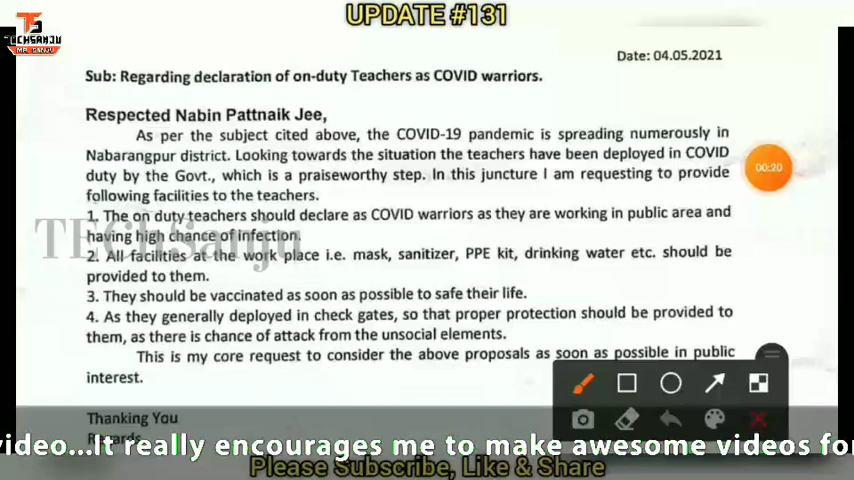 UPDATE #131
TS
TECHSANJU
MR. SANJU
Date: 04.05.2021
Sub: Regarding declaration of on-duty Teachers as COVID warriors.
Respected Nabin Pattnaik Jee,
As per the subject cited above, the COVID-19 pandemic is spreading numerously in
Nabarangpur district. Looking towards the situation the teachers have been deployed in COVID
duty by the Govt., which is a praiseworthy step. In this juncture I am requesting to provide
following facilities to the teachers.
00:20
1. The on duty teachers should declare as COVID warriors as they are working in public area and
having high chance of infection.
TEChSanju
2. All facilities at the work place i.e. mask, sanitizer, PPE kit, drinking water etc. should be
provided to them.
3. They should be vaccinated as soon as possible to safe their life.
4. As they generally deployed in check gates, so that proper protection should be provided to
them, as there is chance of attack from the unsocial elements.
This is my core request to consider the above proposals as soon as possible in public
interest.
Thanking You
Regards
video...It really encourages me to make awesome videos for
Please Subscribe, Like & Share